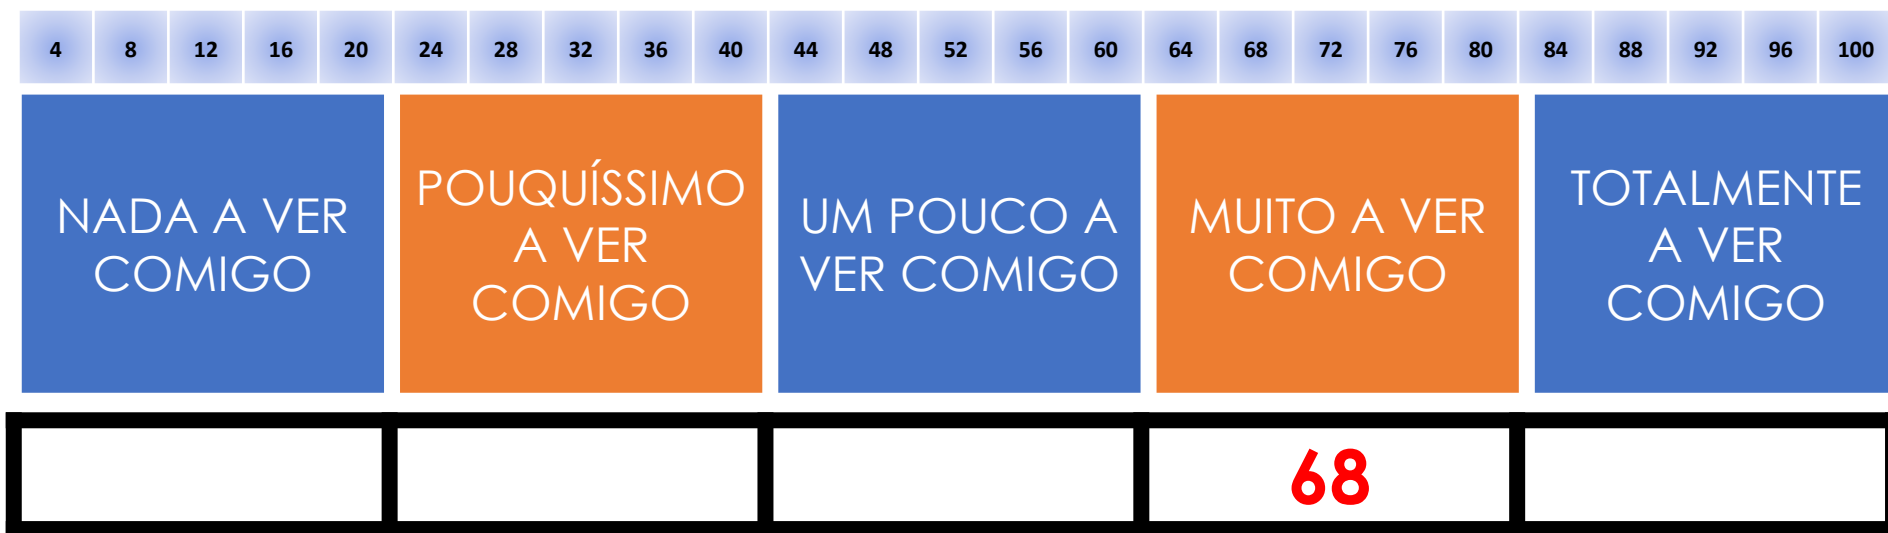 4 8 12 16 20 24 28 32 36 40 44 48 52 56 60 64 68 72 76 80 84 88 92 96 100
NADA A VER
COMIGO
POUQUÍSSIMO
A VER
COMIGO
UM POUCO A
VER COMIGO
MUITO A VER
COMIGO
TOTALMENTE
A VER
COMIGO
68